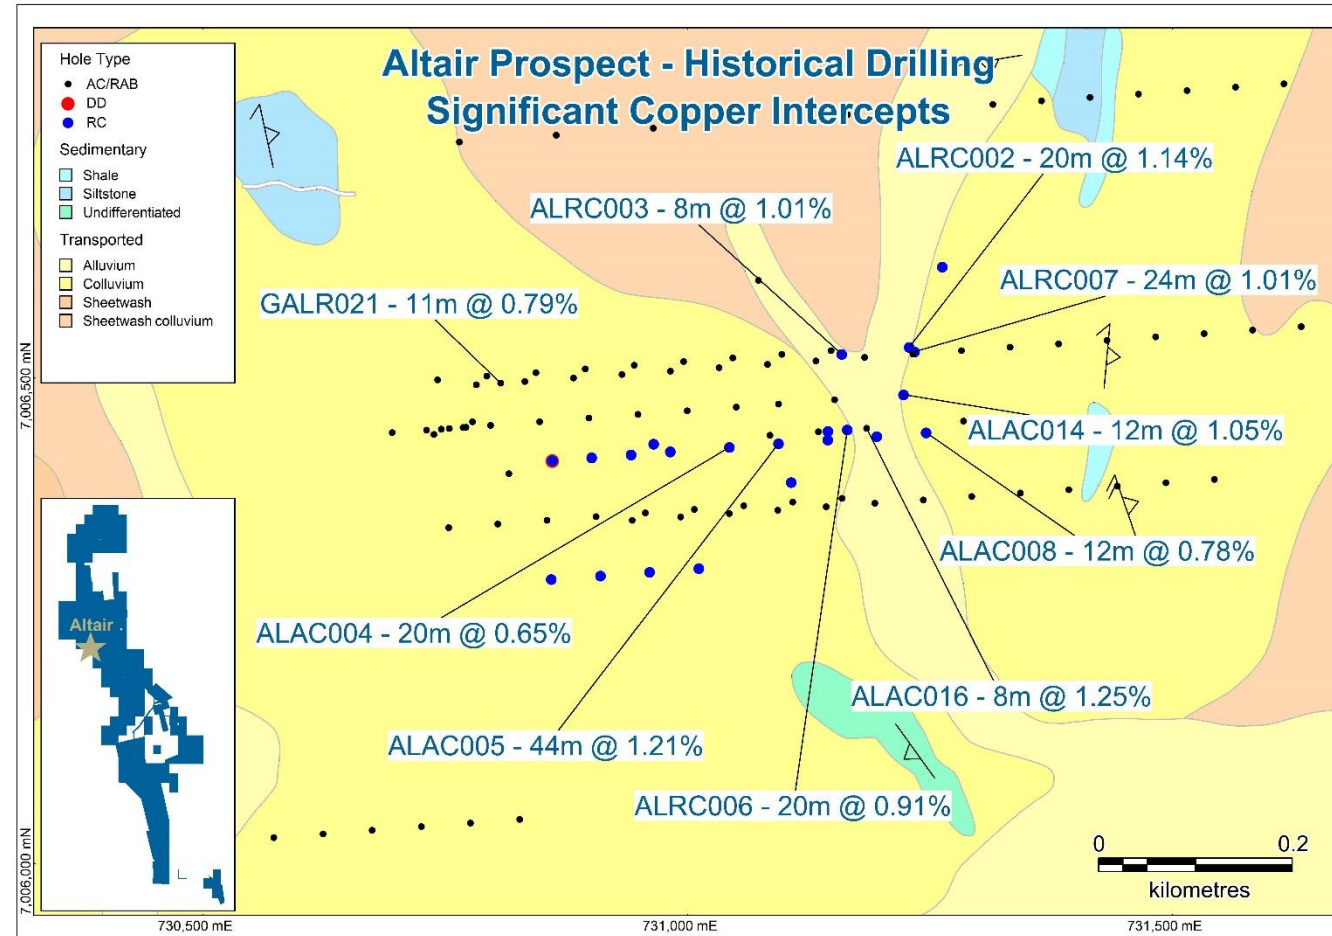 Altair Prospect - Historical Drilling
Significant Copper Intercepts
Hole Type
AC/RAB
DD
RC
Sedimentary
Shale
Siltstone
Undifferentiated
Transported
Alluvium
Colluvium
Sheetwash
Sheetwash colluvium
ALRC002 - 20m @ 1.14%
ALRC003 - 8m @ 1.01%
ALRC007 - 24m @ 1.01%
GALR021 - 11m @ 0.79%
ALAC014 - 12m @ 1.05%
ALAC008 - 12m @ 0.78%
ALAC004 - 20m @ 0.65%
ALAC016 - 8m @ 1.25%
ALAC005 - 44m @ 1.21%
ALRC006 - 20m @ 0.91%
Altair
7,006,500 mN
7,006,000 mN
0 0.2
kilometres
730,500 mE
731,000 mE
731,500 mE